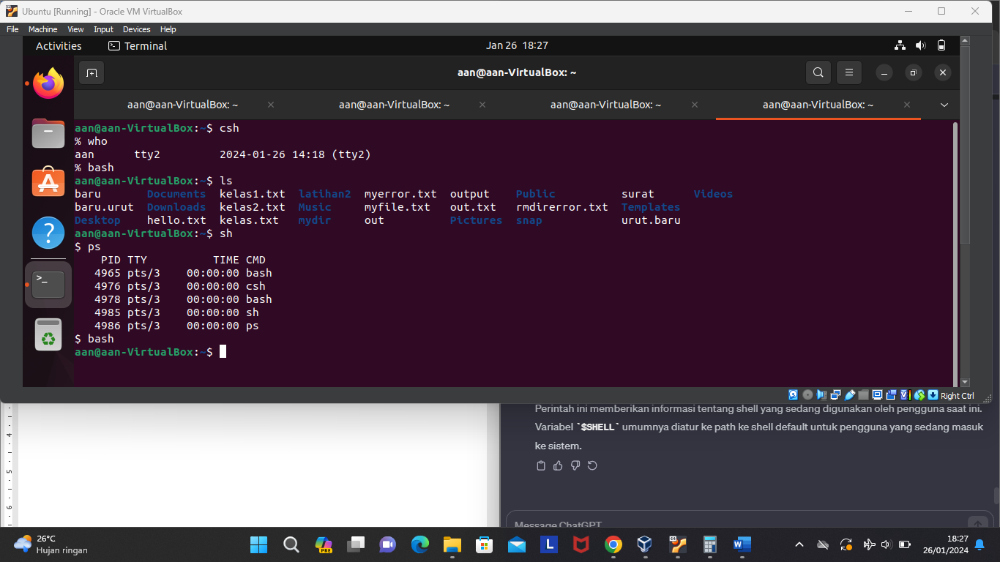 Ubuntu [Running] - Oracle VM VirtualBox
File Machine View Input Devices Help
Activities Terminal Jan 26 18:27
aan@aan-VirtualBox: ~
aan@aan-VirtualBox: ~ aan@aan-VirtualBox: ~ aan@aan-VirtualBox: ~ aan@aan-VirtualBox: ~
aan@aan-VirtualBox:~$ csh
% who
aan      tty2         2024-01-26 14:18 (tty2)
% bash
aan@aan-VirtualBox:~$ ls
baru       Documents  kelas1.txt  latihan2  myerror.txt  output    Public         surat      Videos
baru.urut  Downloads  kelas2.txt  Music     myfile.txt   out.txt   rmdirerror.txt  Templates
Desktop    hello.txt  kelas.txt   mydir     out          Pictures  snap           urut.baru
aan@aan-VirtualBox:~$ sh
$ ps
    PID TTY          TIME CMD
   4965 pts/3    00:00:00 bash
   4976 pts/3    00:00:00 csh
   4978 pts/3    00:00:00 bash
   4985 pts/3    00:00:00 sh
   4986 pts/3    00:00:00 ps
$ bash
aan@aan-VirtualBox:~$
Right Ctrl
Perintah ini memberikan informasi tentang shell yang sedang digunakan oleh pengguna saat ini.
Variabel `$SHELL` umumnya diatur ke path ke shell default untuk pengguna yang sedang masuk
ke sistem.
Message ChatGPT
4
5
6
26°C
Hujan ringan
PRE
L
18:27
26/01/2024